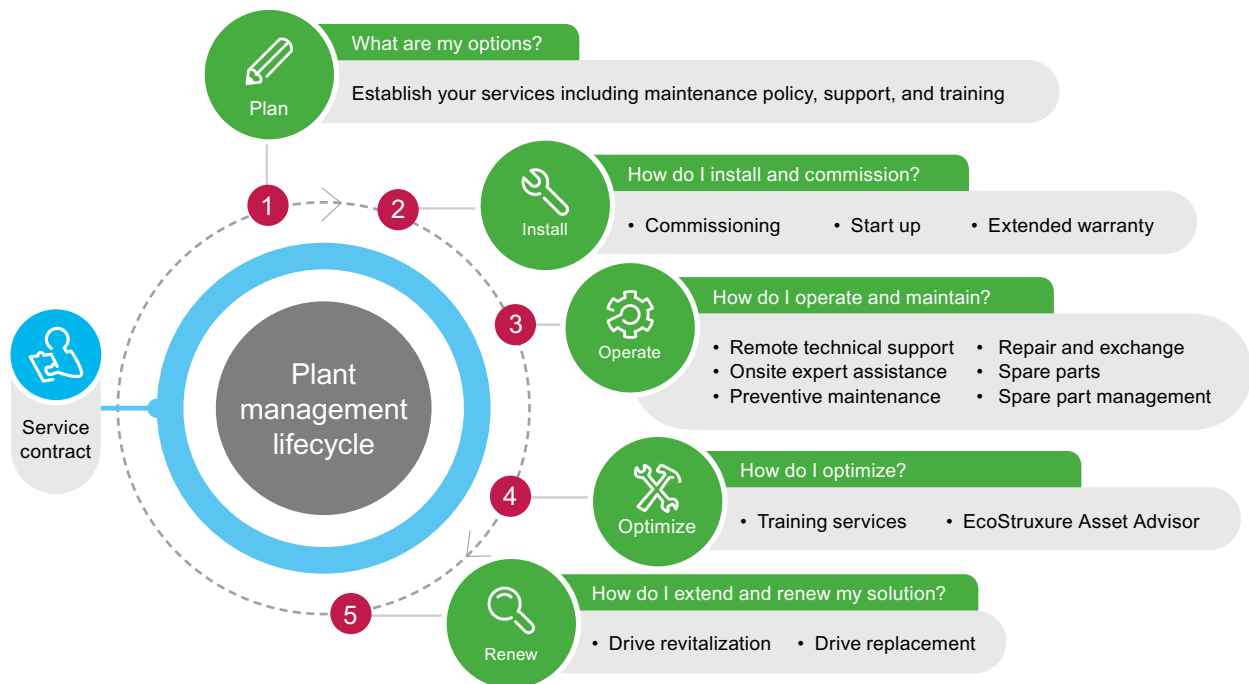 What are my options?
Plan
Establish your services including maintenance policy, support, and training
1
2
How do I install and commission?
Install
• Commissioning • Start up • Extended warranty
3
How do I operate and maintain?
Operate
• Remote technical support • Repair and exchange
• Onsite expert assistance • Spare parts
• Preventive maintenance • Spare part management
Plant
management
lifecycle
Service
contract
4
How do I optimize?
Optimize
• Training services • EcoStruxure Asset Advisor
5
How do I extend and renew my solution?
Renew
• Drive revitalization • Drive replacement